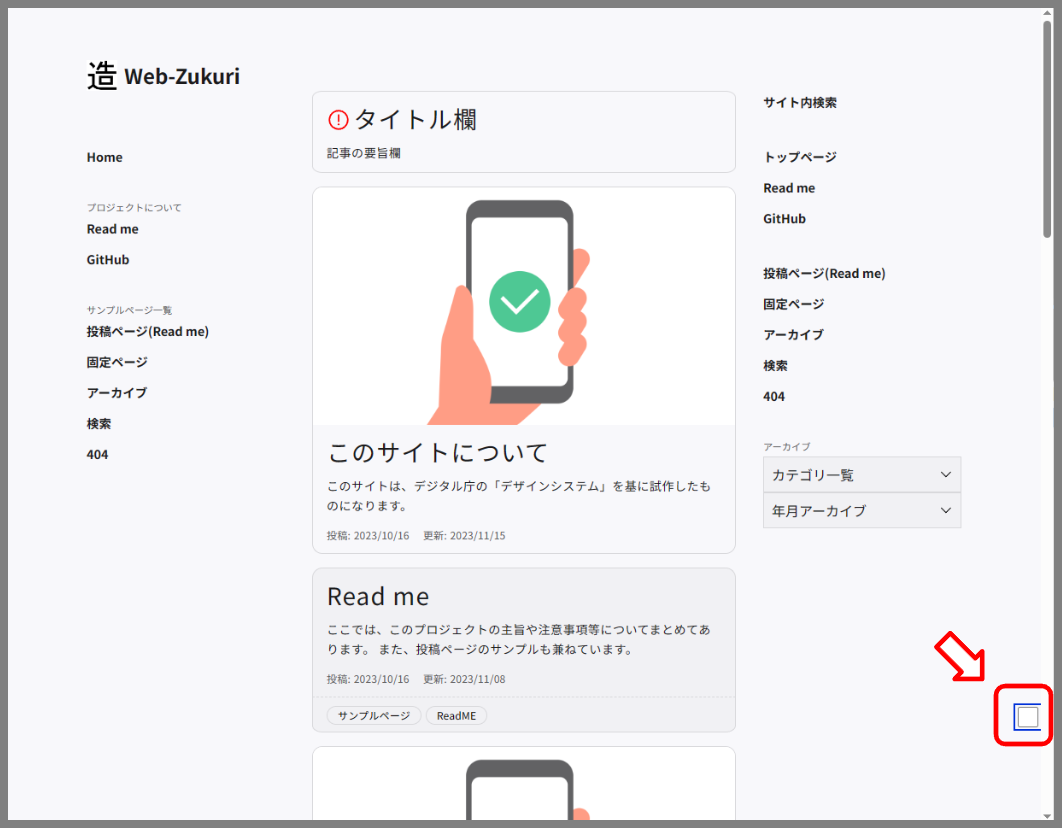 造 Web-Zukuri
Home
プロジェクトについて
Read me
GitHub
サンプルページ一覧
投稿ページ(Read me)
固定ページ
アーカイブ
検索
404
タイトル欄
記事の要旨欄
このサイトについて
このサイトは、デジタル庁の「デザインシステム」を基に試作したも
のになります。
投稿: 2023/10/16 更新: 2023/11/15
Read me
ここでは、このプロジェクトの主旨や注意事項等についてまとめてあ
ります。 また、投稿ページのサンプルも兼ねています。
投稿: 2023/10/16 更新: 2023/11/08
サンプルページ ReadME
サイト内検索
トップページ
Read me
GitHub
投稿ページ(Read me)
固定ページ
アーカイブ
検索
404
アーカイブ
カテゴリ一覧
年月アーカイブ